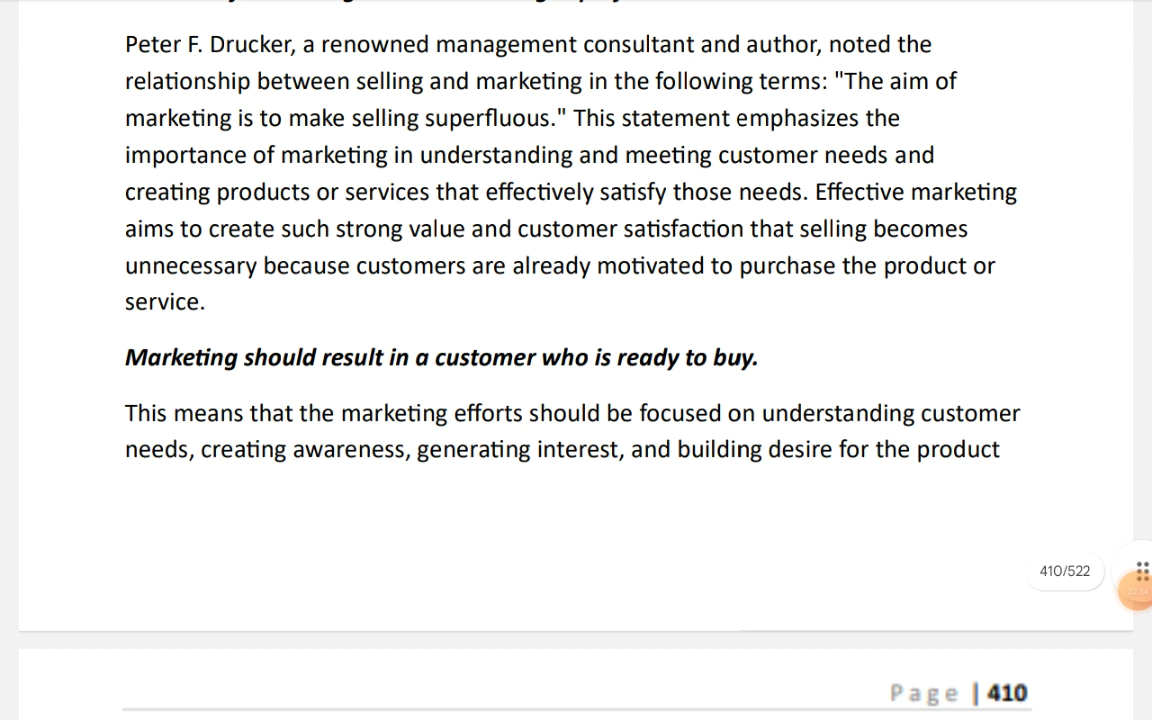 Peter F. Drucker, a renowned management consultant and author, noted the
relationship between selling and marketing in the following terms: "The aim of
marketing is to make selling superfluous." This statement emphasizes the
importance of marketing in understanding and meeting customer needs and
creating products or services that effectively satisfy those needs. Effective marketing
aims to create such strong value and customer satisfaction that selling becomes
unnecessary because customers are already motivated to purchase the product or
service.
Marketing should result in a customer who is ready to buy.
This means that the marketing efforts should be focused on understanding customer
needs, creating awareness, generating interest, and building desire for the product
410/522
Page | 410